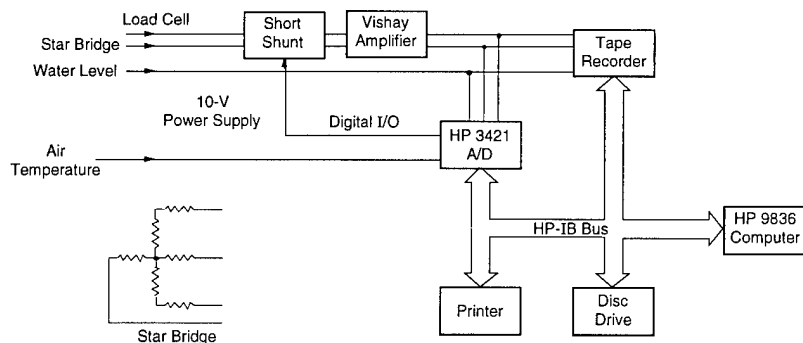 Load Cell
Star Bridge
Water Level
Short
Shunt
Vishay
Amplifier
Tape
Recorder
10-V
Power Supply
Digital I/O
HP 3421
A/D
Air
Temperature
HP-IB Bus
HP 9836
Computer
Printer
Disc
Drive
Star Bridge